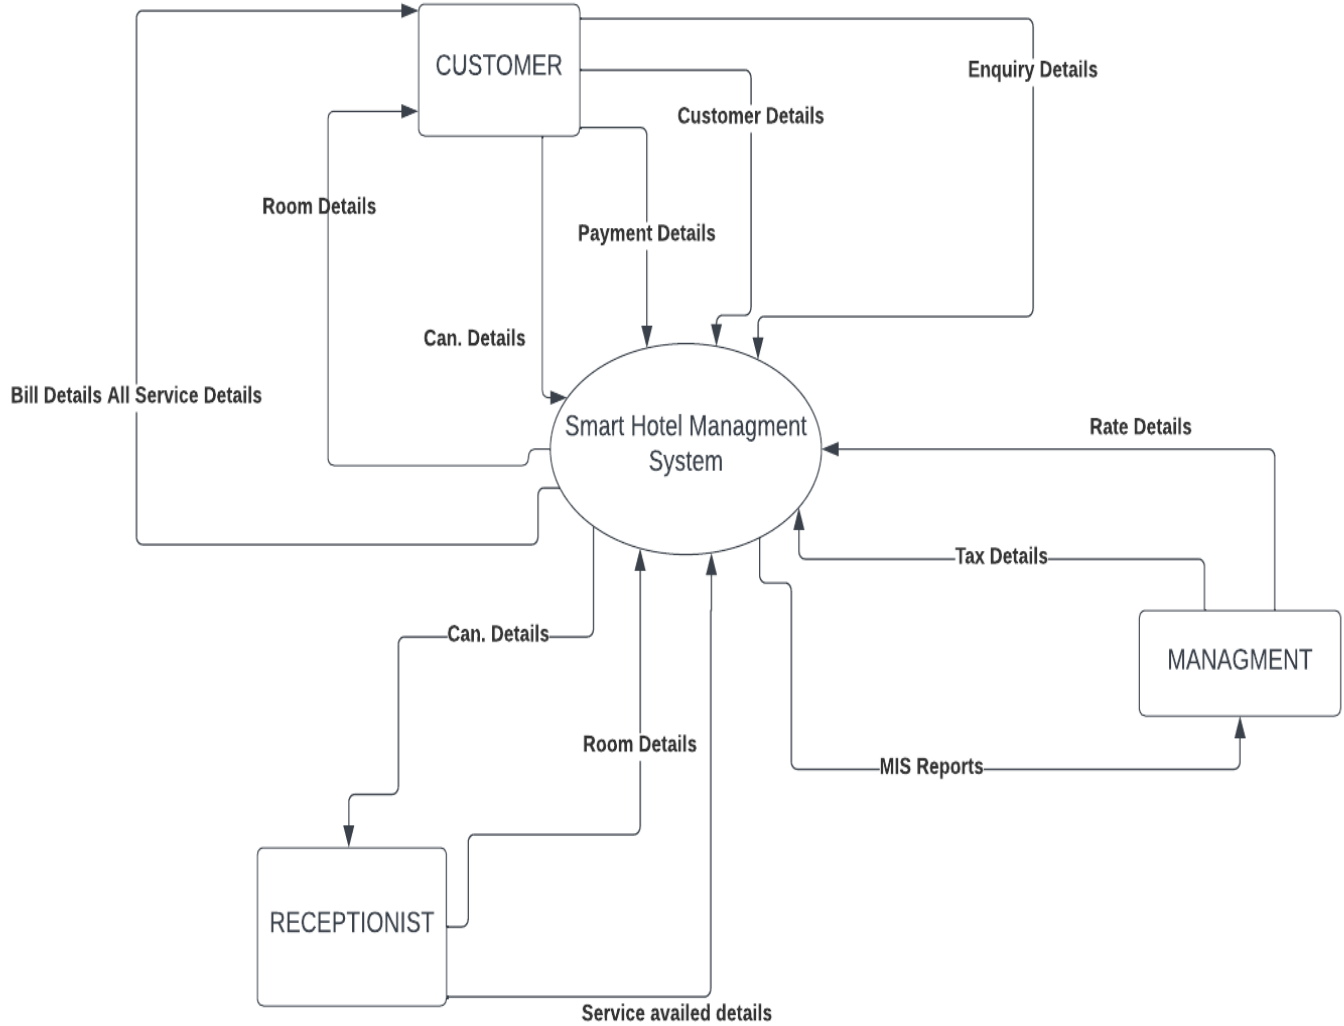 CUSTOMER
Enquiry Details
Customer Details
Room Details
Payment Details
Can. Details
Bill Details All Service Details
Smart Hotel Managment
System
Rate Details
Tax Details
Can. Details
MANAGMENT
Room Details
MIS Reports
RECEPTIONIST
Service availed details